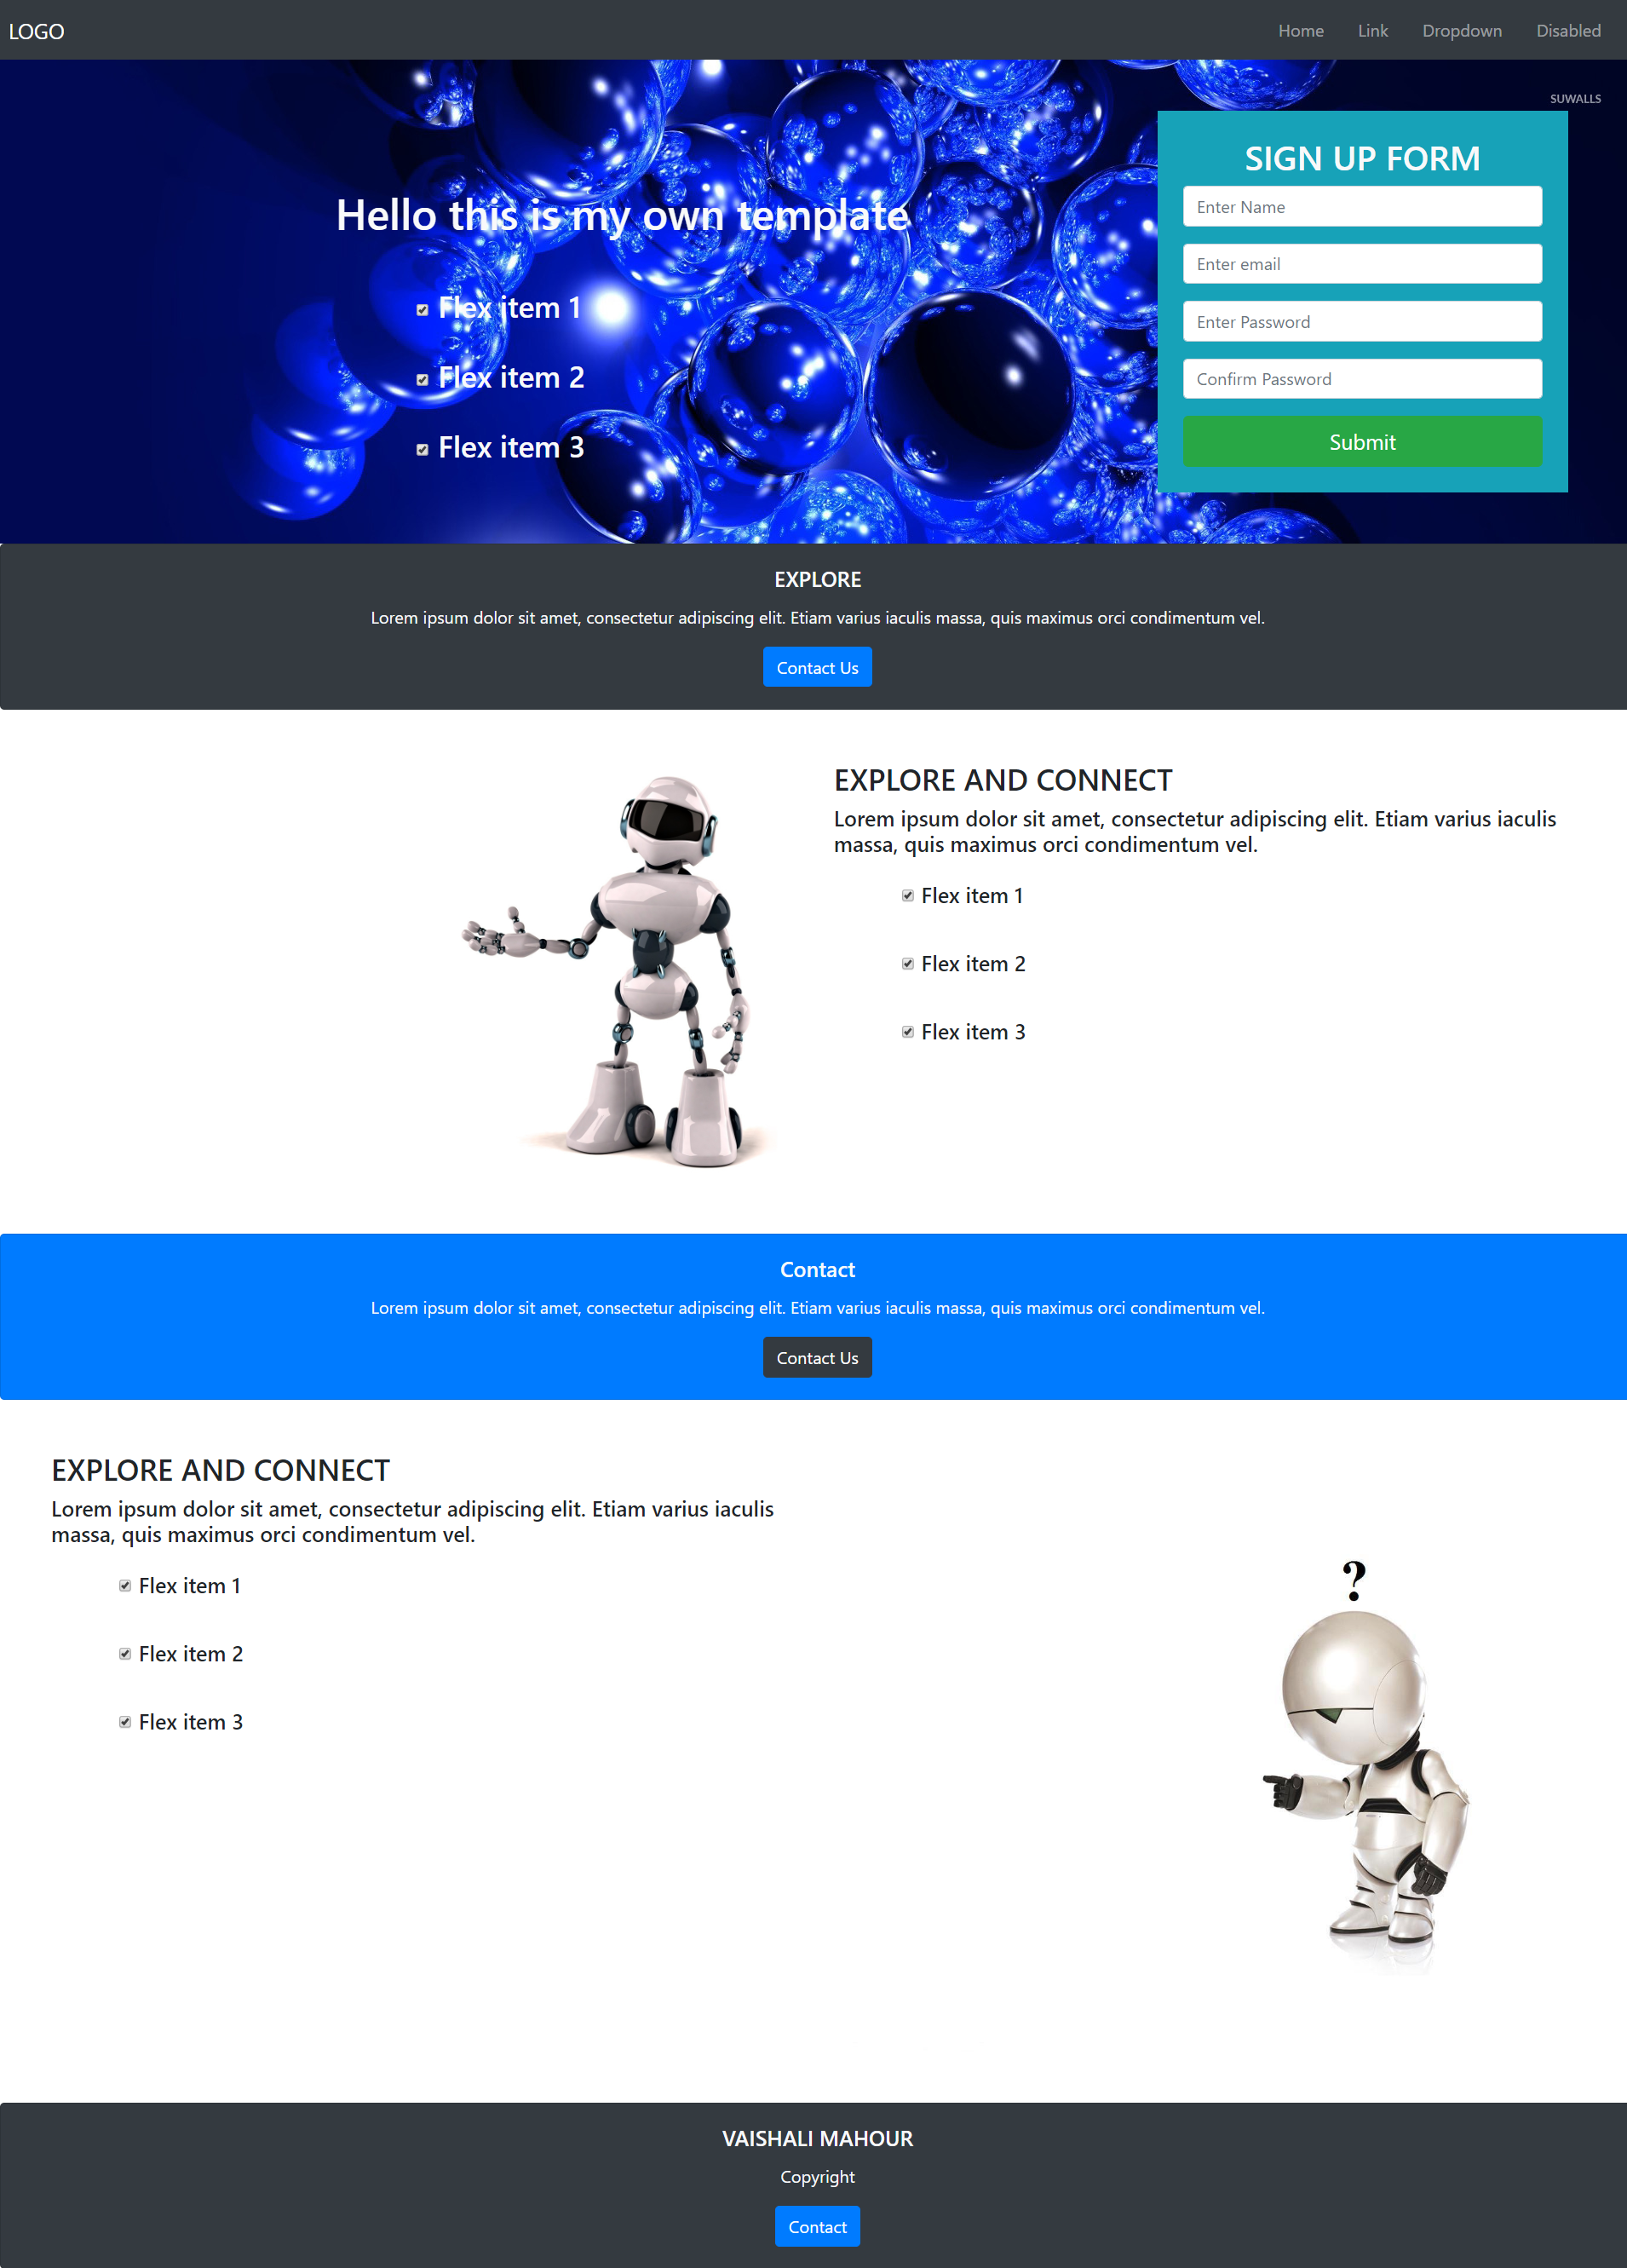 LOGO
Home Link Dropdown Disabled
SUWALLS
Hello this is my own template
Flex item 1
Flex item 2
Flex item 3
SIGN UP FORM
Enter Name
Enter email
Enter Password
Confirm Password
Submit
EXPLORE
Lorem ipsum dolor sit amet, consectetur adipiscing elit. Etiam varius iaculis massa, quis maximus orci condimentum vel.
Contact Us
EXPLORE AND CONNECT
Lorem ipsum dolor sit amet, consectetur adipiscing elit. Etiam varius iaculis
massa, quis maximus orci condimentum vel.
Flex item 1
Flex item 2
Flex item 3
Contact
Lorem ipsum dolor sit amet, consectetur adipiscing elit. Etiam varius iaculis massa, quis maximus orci condimentum vel.
Contact Us
EXPLORE AND CONNECT
Lorem ipsum dolor sit amet, consectetur adipiscing elit. Etiam varius iaculis
massa, quis maximus orci condimentum vel.
Flex item 1
Flex item 2
Flex item 3
?
VAISHALI MAHOUR
Copyright
Contact